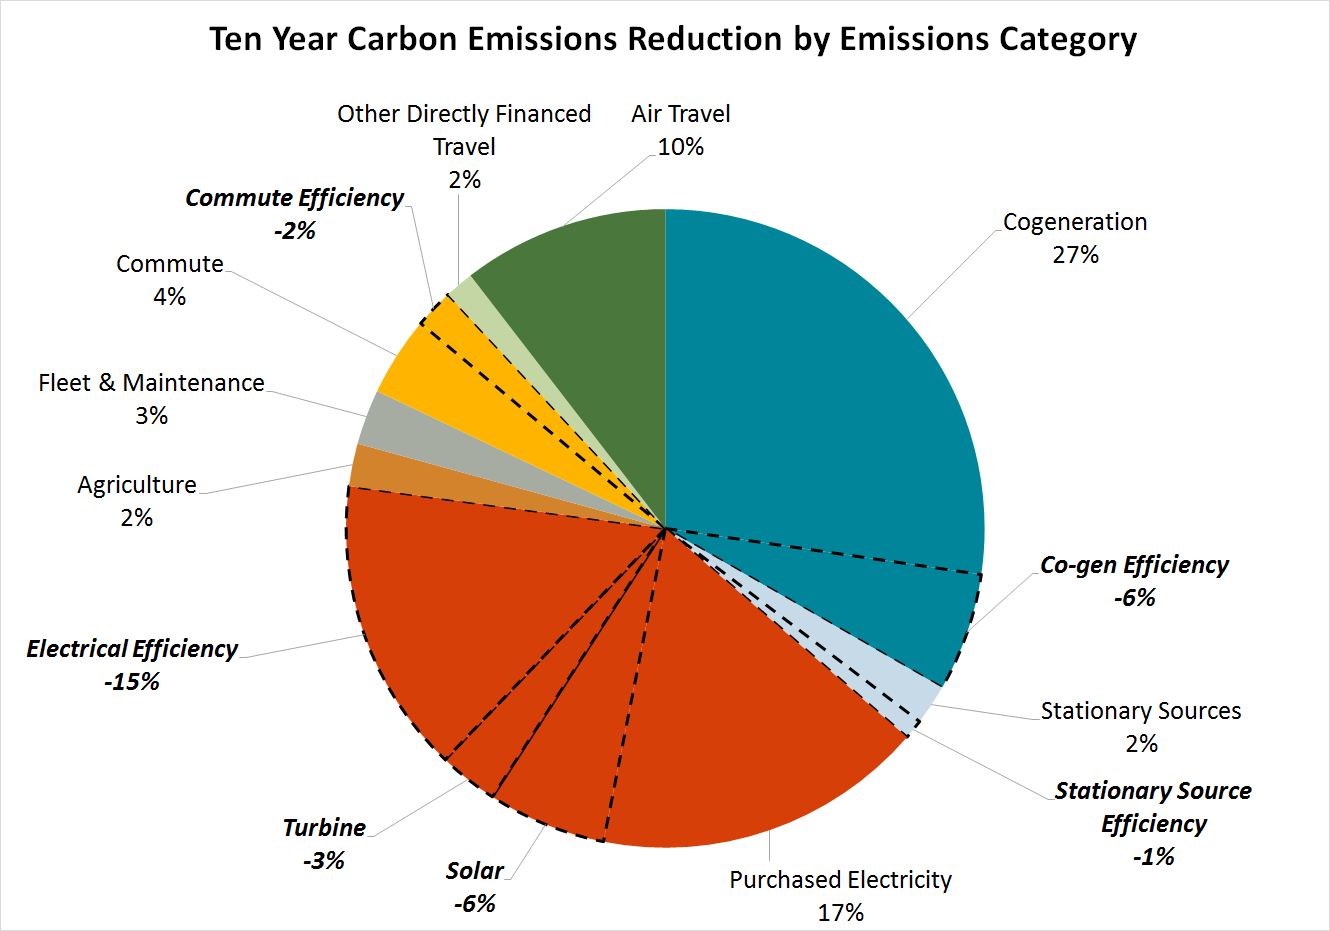 Ten Year Carbon Emissions Reduction by Emissions Category
Other Directly Financed
Travel
2%
Air Travel
10%
Commute Efficiency
-2%
Cogeneration
27%
Commute
4%
Fleet & Maintenance
3%
Agriculture
2%
Co-gen Efficiency
-6%
Electrical Efficiency
-15%
Stationary Sources
2%
Stationary Source
Efficiency
-1%
Turbine
-3%
Solar
-6%
Purchased Electricity
17%